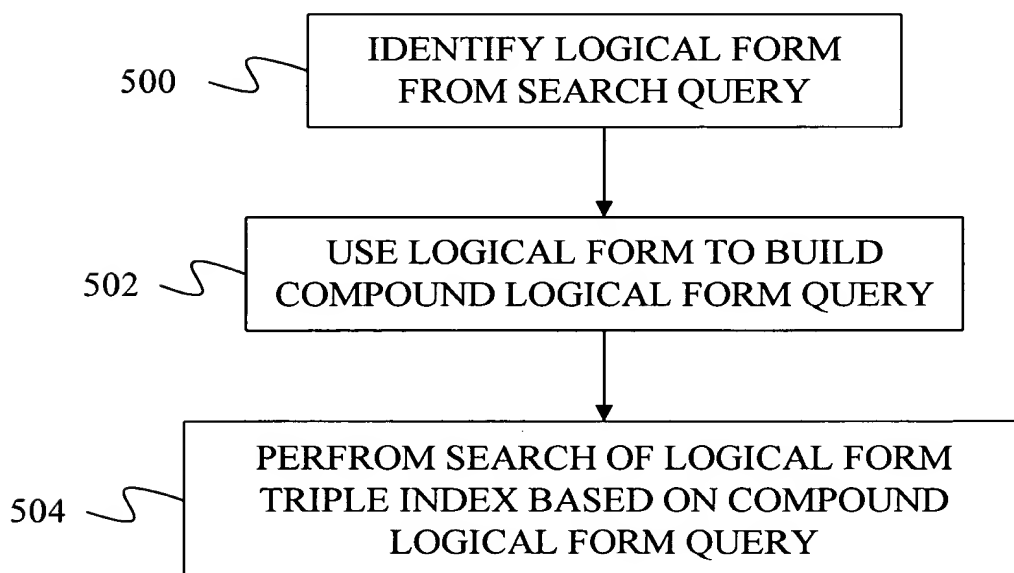 500
IDENTIFY LOGICAL FORM
FROM SEARCH QUERY
502
USE LOGICAL FORM TO BUILD
COMPOUND LOGICAL FORM QUERY
504
PERFROM SEARCH OF LOGICAL FORM
TRIPLE INDEX BASED ON COMPOUND
LOGICAL FORM QUERY